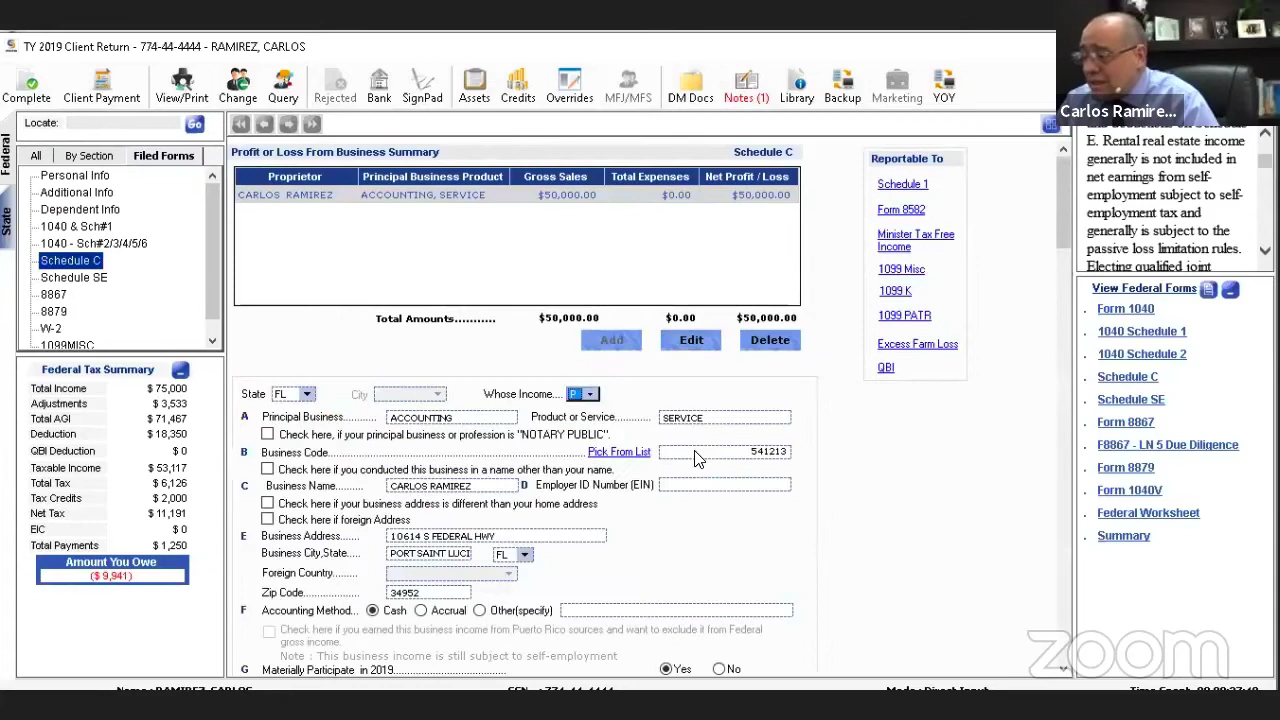 TY 2019 Client Return - 774-44-4444 - RAMIREZ, CARLOS
Complete Client Payment View/Print Change Query Rejected Bank SignPad Assets Credits Overrides MFJ/MFS DM Docs Notes (1) Library Backup Marketing YOY
Carlos Ramire...
Locate: Go
Federal
State
All By Section Filed Forms
Personal Info
Additional Info
Dependent Info
1040 & Sch#1
1040 - Sch#2/3/4/5/6
Schedule C
Schedule SE
8867
8879
W-2
1099MISC
Federal Tax Summary
Total Income $ 75,000
Adjustments $ 3,533
Total AGI $ 71,467
Deduction $ 18,350
QBI Deduction $ 0
Taxable Income $ 53,117
Total Tax $ 6,126
Tax Credits $ 2,000
Net Tax $ 11,191
EIC $ 0
Total Payments $ 1,250
Amount You Owe
($ 9,941)
Profit or Loss From Business Summary Schedule C
Proprietor Principal Business Product Gross Sales Total Expenses Net Profit / Loss
CARLOS RAMIREZ ACCOUNTING, SERVICE $50,000.00 $0.00 $50,000.00
Total Amounts........... $50,000.00 $0.00 $50,000.00
Add Edit Delete
State FL City Whose Income.... P
A Principal Business......... ACCOUNTING Product or Service........... SERVICE
Check here, if your principal business or profession is "NOTARY PUBLIC".
B Business Code.................. Pick From List 541213
Check here if you conducted this business in a name other than your name.
C Business Name........... CARLOS RAMIREZ D Employer ID Number (EIN)
Check here if your business address is different than your home address
Check here if foreign Address
E Business Address........ 10614 S FEDERAL HWY
Business City,State..... PORT SAINT LUCI FL
Foreign Country..........
Zip Code..................... 34952
F Accounting Method... Cash Accrual Other(specify)
Check here if you earned this business income from Puerto Rico sources and want to exclude it from Federal
gross income.
Note : This business income is still subject to self-employment
G Materially Participate in 2019......... Yes No
Reportable To
Schedule 1
Form 8582
Minister Tax Free
Income
1099 Misc
1099 K
1099 PATR
Excess Farm Loss
QBI
E. Rental real estate income
generally is not included in
net earnings from self-
employment subject to self-
employment tax and
generally is subject to the
passive loss limitation rules.
Electing qualified joint
View Federal Forms
Form 1040
1040 Schedule 1
1040 Schedule 2
Schedule C
Schedule SE
Form 8867
F8867 - LN 5 Due Diligence
Form 8879
Form 1040V
Federal Worksheet
Summary
zoom